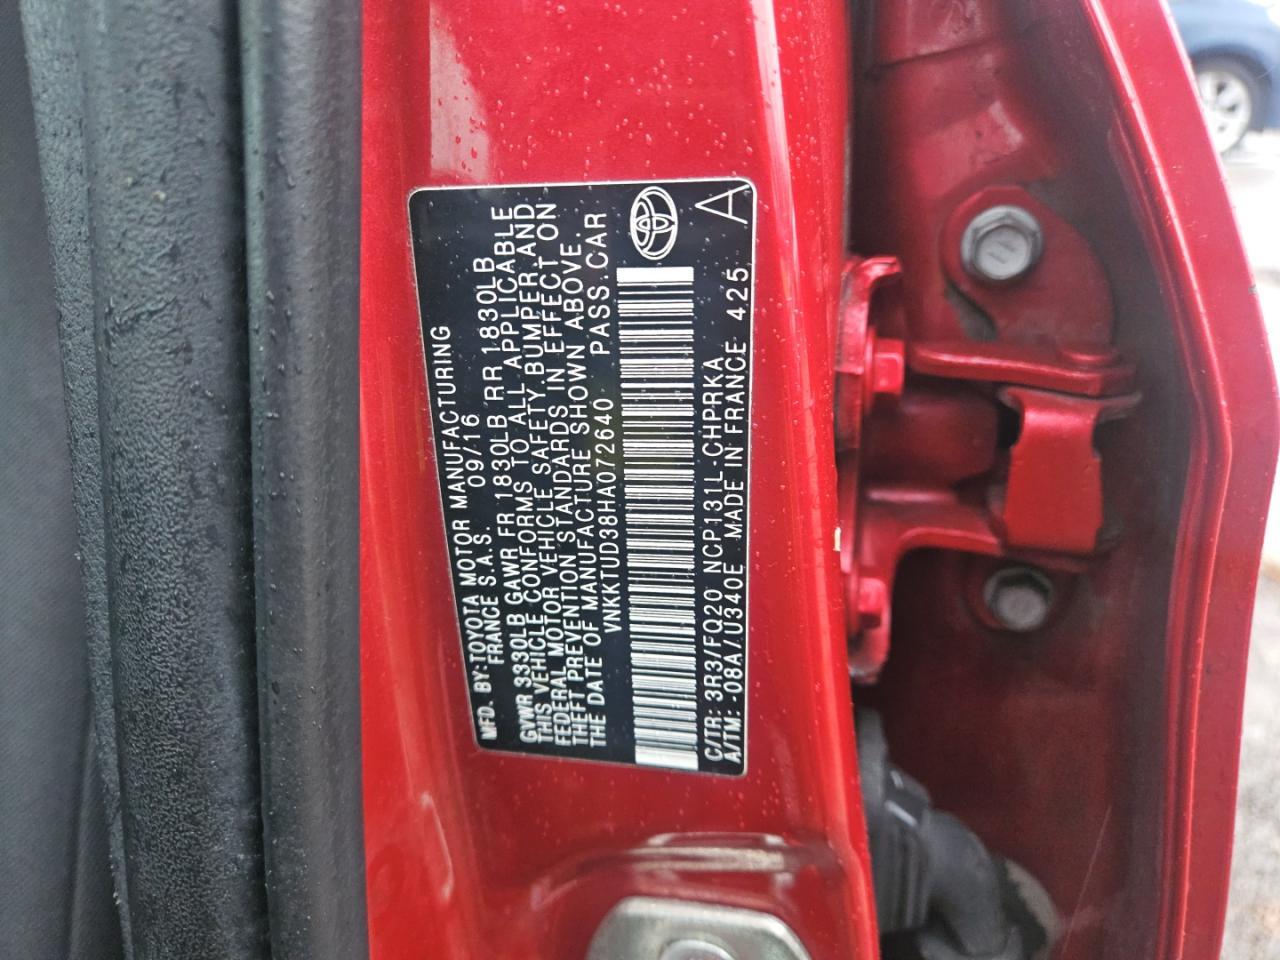 MFD. BY:TOYOTA MOTOR MANUFACTURING
FRANCE S.A.S. 09/16
GVWR 3330LB GAWR FR 1830LB RR 1830LB
THIS VEHICLE CONFORMS TO ALL APPLICABLE
FEDERAL MOTOR VEHICLE SAFETY,BUMPER,AND
THEFT PREVENTION STANDARDS IN EFFECT ON
THE DATE OF MANUFACTURE SHOWN ABOVE.
VNKKTUD38HA072640 PASS.CAR
C/TR: 3R3/FQ20 NCP131L-CHPRKA
A/TM: -08A/U340E MADE IN FRANCE 425
A